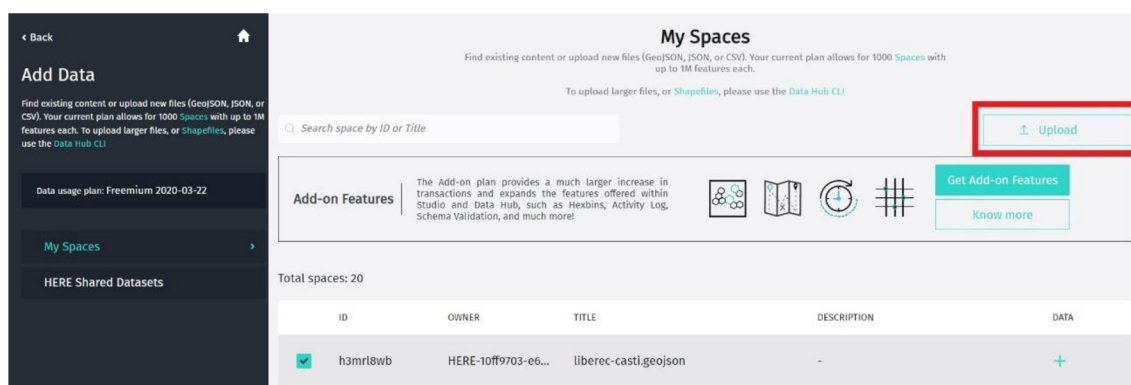 ‹ Back
Add Data
Find existing content or upload new files (GeoJSON, JSON, or
CSV). Your current plan allows for 1000 Spaces with up to 1M
features each. To upload larger files, or Shapefiles, please
use the Data Hub CLI
Data usage plan: Freemium 2020-03-22
My Spaces
HERE Shared Datasets
My Spaces
Find existing content or upload new files (GeoJSON, JSON, or CSV). Your current plan allows for 1000 Spaces with
up to 1M features each.
To upload larger files, or Shapefiles, please use the Data Hub CLI
Search space by ID or Title
Upload
Add-on Features
The Add-on plan provides a much larger increase in
transactions and expands the features offered within
Studio and Data Hub, such as Hexbins, Activity Log,
Schema Validation, and much more!
Get Add-on Features
Know more
Total spaces: 20
ID OWNER TITLE DESCRIPTION DATA
h3mrl8wb HERE-10ff9703-e6... liberec-casti.geojson - +